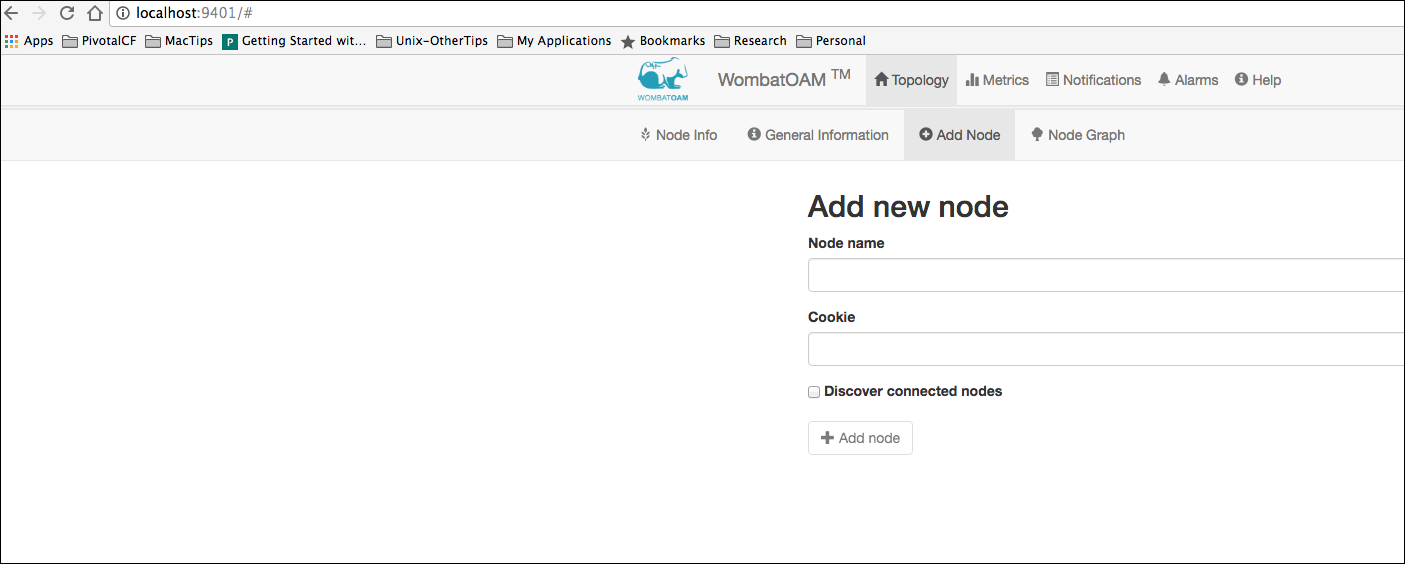 localhost:9401/#
Apps PivotalCF MacTips P Getting Started wit... Unix-OtherTips My Applications Bookmarks Research Personal
WOMBATOAM WombatOAM TM Topology Metrics Notifications Alarms Help
Node Info General Information Add Node Node Graph
Add new node
Node name
Cookie
Discover connected nodes
Add node